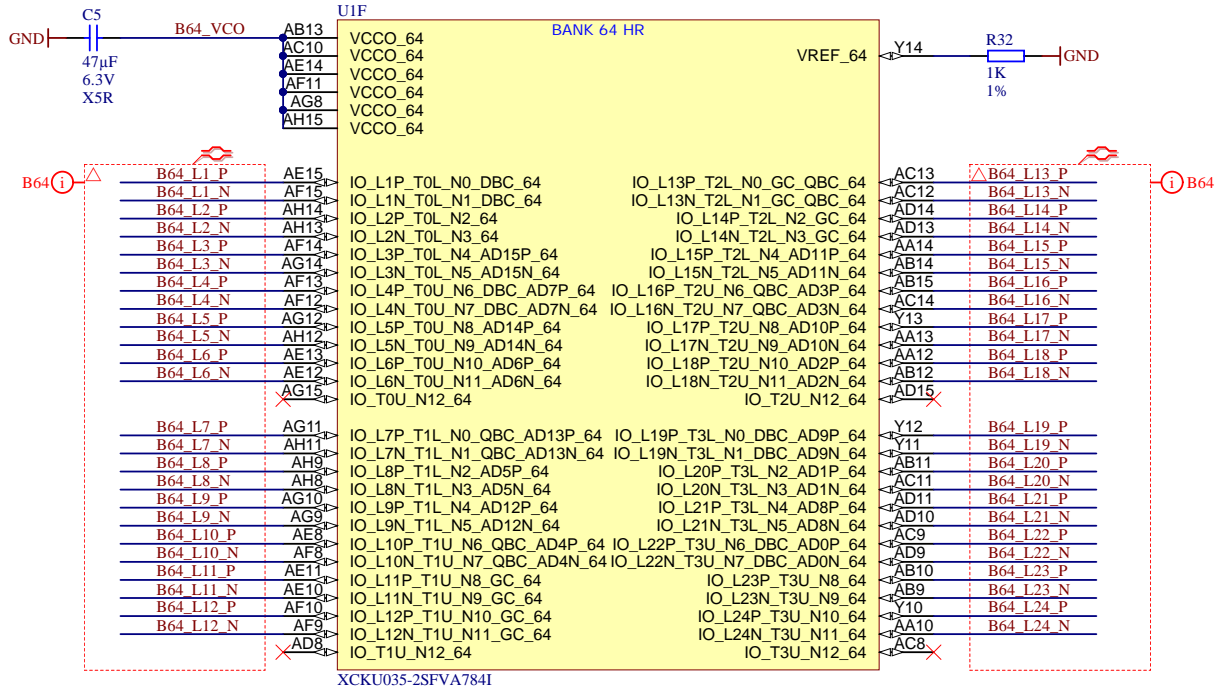 C5
U1F
GND
B64_VCO
47µF
6.3V
X5R
BANK 64 HR
AB13 VCCO_64
AC10 VCCO_64
AE14 VCCO_64
AF11 VCCO_64
AG8 VCCO_64
AH15 VCCO_64
VREF_64 Y14
R32
GND
1K
1%
B64 i
i B64
B64_L1_P AE15 IO_L1P_T0L_N0_DBC_64 IO_L13P_T2L_N0_GC_QBC_64 AC13 B64_L13_P
B64_L1_N AF15 IO_L1N_T0L_N1_DBC_64 IO_L13N_T2L_N1_GC_QBC_64 AC12 B64_L13_N
B64_L2_P AH14 IO_L2P_T0L_N2_64 IO_L14P_T2L_N2_GC_64 AD14 B64_L14_P
B64_L2_N AH13 IO_L2N_T0L_N3_64 IO_L14N_T2L_N3_GC_64 AD13 B64_L14_N
B64_L3_P AF14 IO_L3P_T0L_N4_AD15P_64 IO_L15P_T2L_N4_AD11P_64 AA14 B64_L15_P
B64_L3_N AG14 IO_L3N_T0L_N5_AD15N_64 IO_L15N_T2L_N5_AD11N_64 AB14 B64_L15_N
B64_L4_P AF13 IO_L4P_T0U_N6_DBC_AD7P_64 IO_L16P_T2U_N6_QBC_AD3P_64 AB15 B64_L16_P
B64_L4_N AF12 IO_L4N_T0U_N7_DBC_AD7N_64 IO_L16N_T2U_N7_QBC_AD3N_64 AC14 B64_L16_N
B64_L5_P AG12 IO_L5P_T0U_N8_AD14P_64 IO_L17P_T2U_N8_AD10P_64 Y13 B64_L17_P
B64_L5_N AH12 IO_L5N_T0U_N9_AD14N_64 IO_L17N_T2U_N9_AD10N_64 AA13 B64_L17_N
B64_L6_P AE13 IO_L6P_T0U_N10_AD6P_64 IO_L18P_T2U_N10_AD2P_64 AA12 B64_L18_P
B64_L6_N AE12 IO_L6N_T0U_N11_AD6N_64 IO_L18N_T2U_N11_AD2N_64 AB12 B64_L18_N
AG15 IO_T0U_N12_64 IO_T2U_N12_64 AD15
B64_L7_P AG11 IO_L7P_T1L_N0_QBC_AD13P_64 IO_L19P_T3L_N0_DBC_AD9P_64 Y12 B64_L19_P
B64_L7_N AH11 IO_L7N_T1L_N1_QBC_AD13N_64 IO_L19N_T3L_N1_DBC_AD9N_64 Y11 B64_L19_N
B64_L8_P AH9 IO_L8P_T1L_N2_AD5P_64 IO_L20P_T3L_N2_AD1P_64 AB11 B64_L20_P
B64_L8_N AH8 IO_L8N_T1L_N3_AD5N_64 IO_L20N_T3L_N3_AD1N_64 AC11 B64_L20_N
B64_L9_P AG10 IO_L9P_T1L_N4_AD12P_64 IO_L21P_T3L_N4_AD8P_64 AD11 B64_L21_P
B64_L9_N AG9 IO_L9N_T1L_N5_AD12N_64 IO_L21N_T3L_N5_AD8N_64 AD10 B64_L21_N
B64_L10_P AE8 IO_L10P_T1U_N6_QBC_AD4P_64 IO_L22P_T3U_N6_DBC_AD0P_64 AC9 B64_L22_P
B64_L10_N AF8 IO_L10N_T1U_N7_QBC_AD4N_64 IO_L22N_T3U_N7_DBC_AD0N_64 AD9 B64_L22_N
B64_L11_P AE11 IO_L11P_T1U_N8_GC_64 IO_L23P_T3U_N8_64 AB10 B64_L23_P
B64_L11_N AE10 IO_L11N_T1U_N9_GC_64 IO_L23N_T3U_N9_64 AB9 B64_L23_N
B64_L12_P AF10 IO_L12P_T1U_N10_GC_64 IO_L24P_T3U_N10_64 Y10 B64_L24_P
B64_L12_N AF9 IO_L12N_T1U_N11_GC_64 IO_L24N_T3U_N11_64 AA10 B64_L24_N
AD8 IO_T1U_N12_64 IO_T3U_N12_64 AC8
XCKU035-2SFVA784I